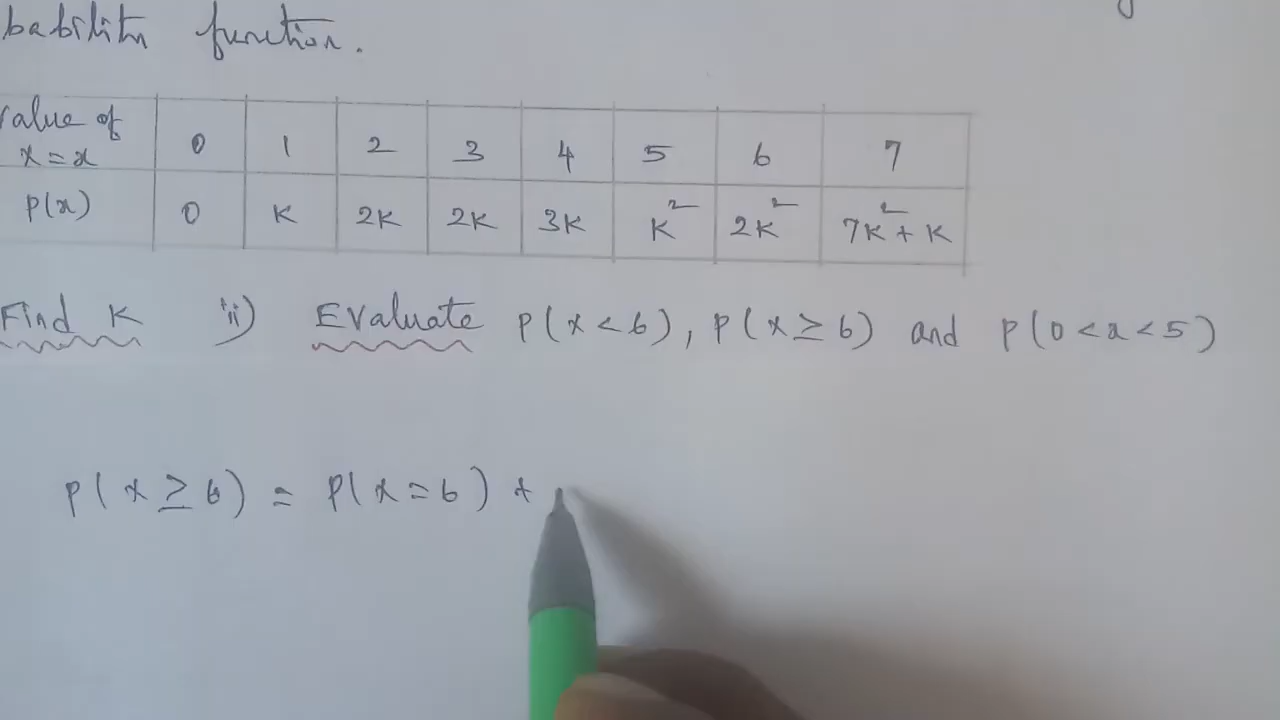 bability function.
value of 0 1 2 3 4 5 6 7
x = x
p(x) 0 K 2K 2K 3K K² 2K² 7K² + K
Find K ii) Evaluate p(x < 6), p(x ≥ 6) and p(0 < x < 5)
p(x ≥ 6) = p(x = 6) +